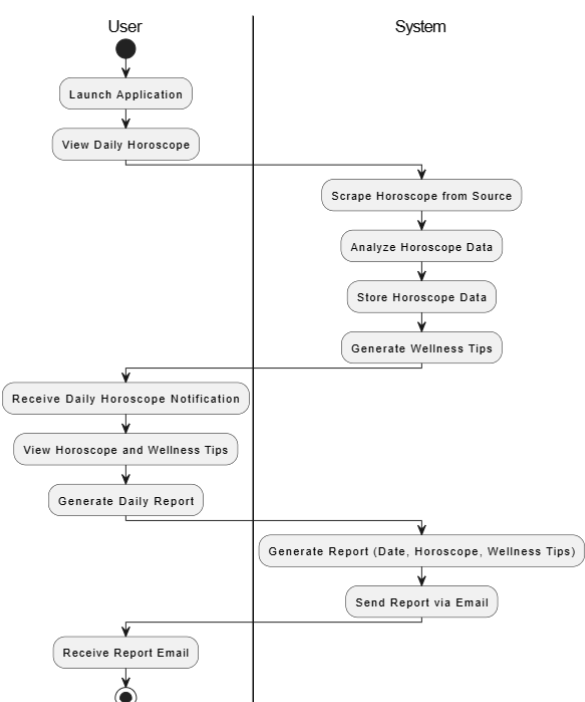 User
System
Launch Application
View Daily Horoscope
Scrape Horoscope from Source
Analyze Horoscope Data
Store Horoscope Data
Generate Wellness Tips
Receive Daily Horoscope Notification
View Horoscope and Wellness Tips
Generate Daily Report
Generate Report (Date, Horoscope, Wellness Tips)
Send Report via Email
Receive Report Email